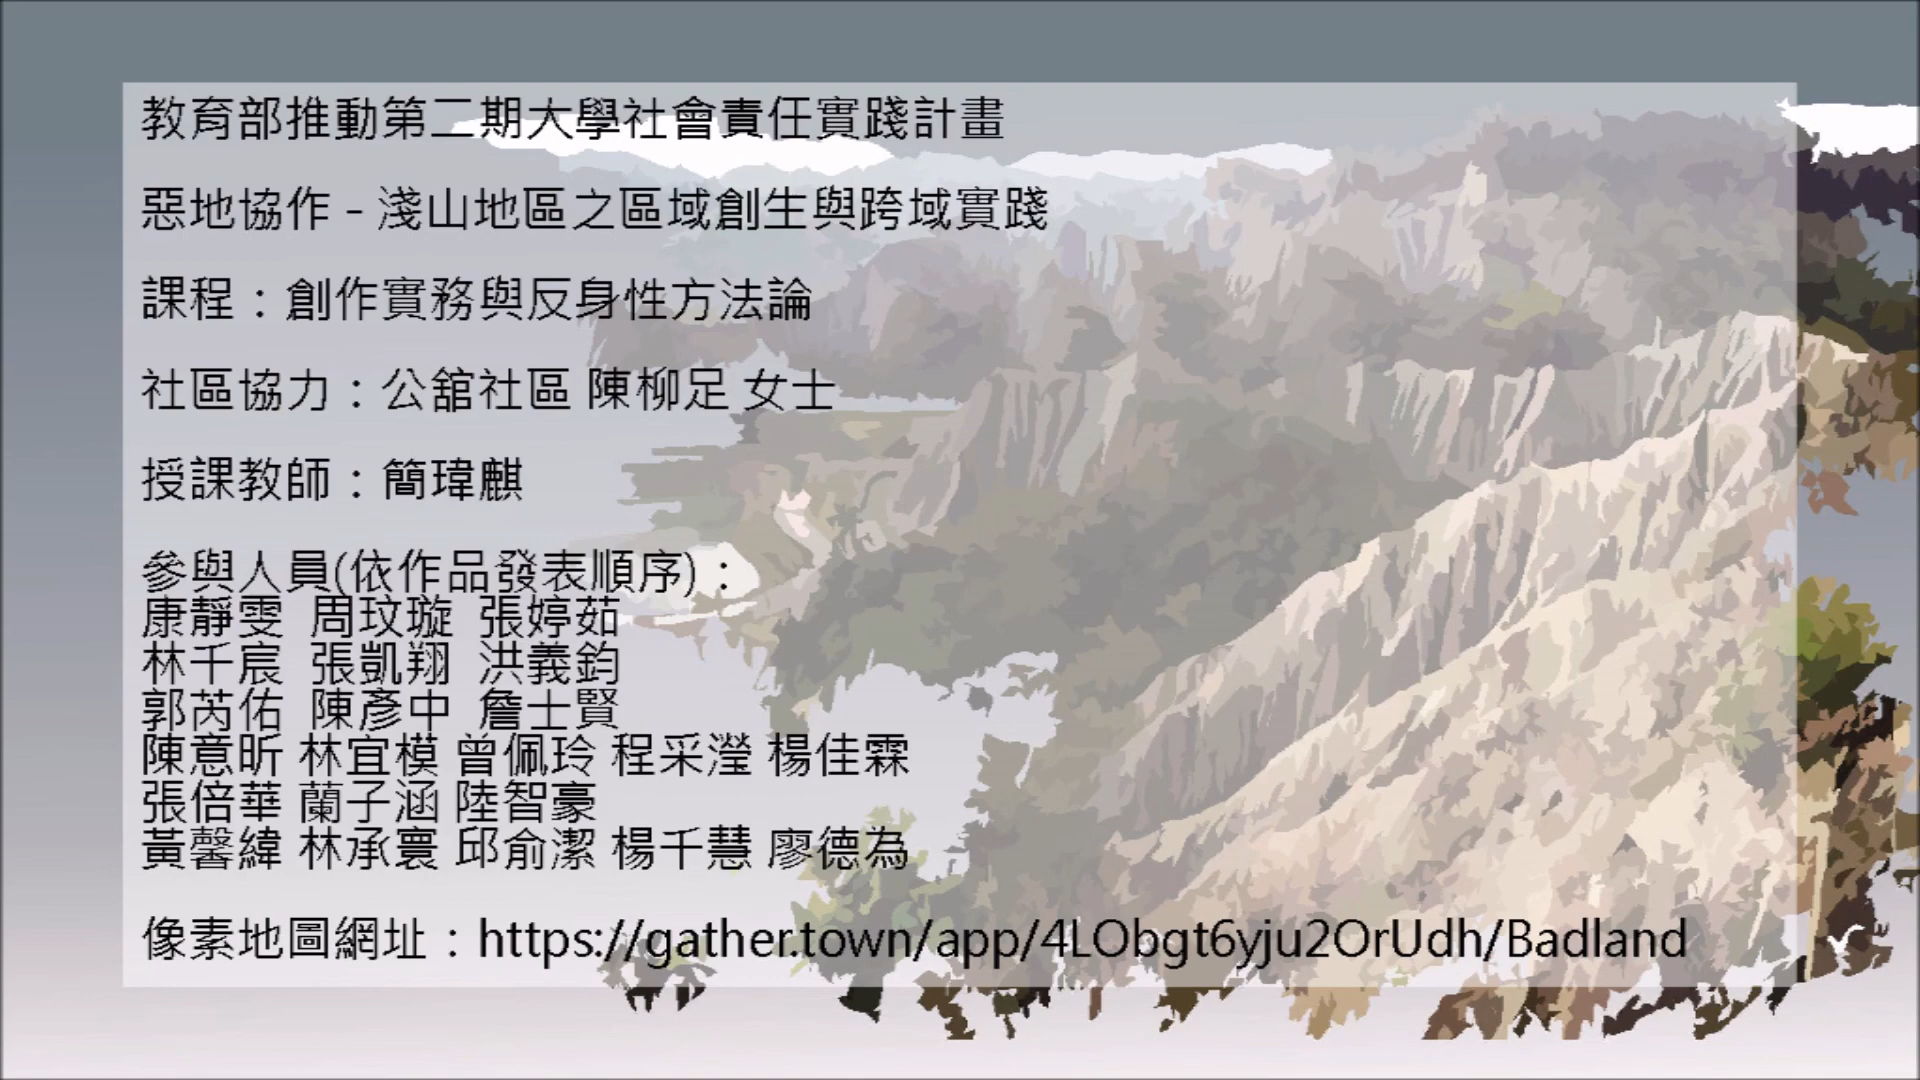 教育部推動第二期大學社會責任實踐計畫
惡地協作 – 淺山地區之區域創生與跨域實踐
課程：創作實務與反身性方法論
社區協力：公舘社區 陳柳足 女士
授課教師：簡瑋麒
參與人員(依作品發表順序)：
康靜雯 周玟璇 張婷茹
林千宸 張凱翔 洪義鈞
郭芮佑 陳彥中 詹士賢
陳意昕 林宜模 曾佩玲 程采瀅 楊佳霖
張倍華 蘭子涵 陸智豪
黃馨緯 林承寰 邱俞潔 楊千慧 廖德為
像素地圖網址：https://gather.town/app/4LObgt6yju2OrUdh/Badland